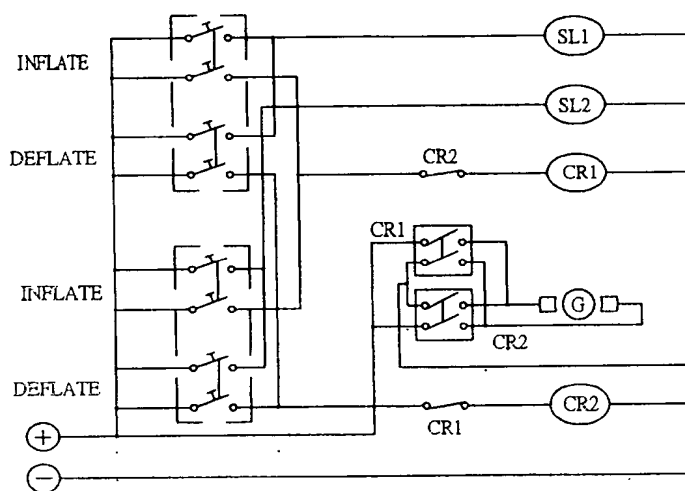 SL1
INFLATE
SL2
DEFLATE
CR2
CR1
CR1
INFLATE
G
CR2
DEFLATE
CR1
CR2
+
−